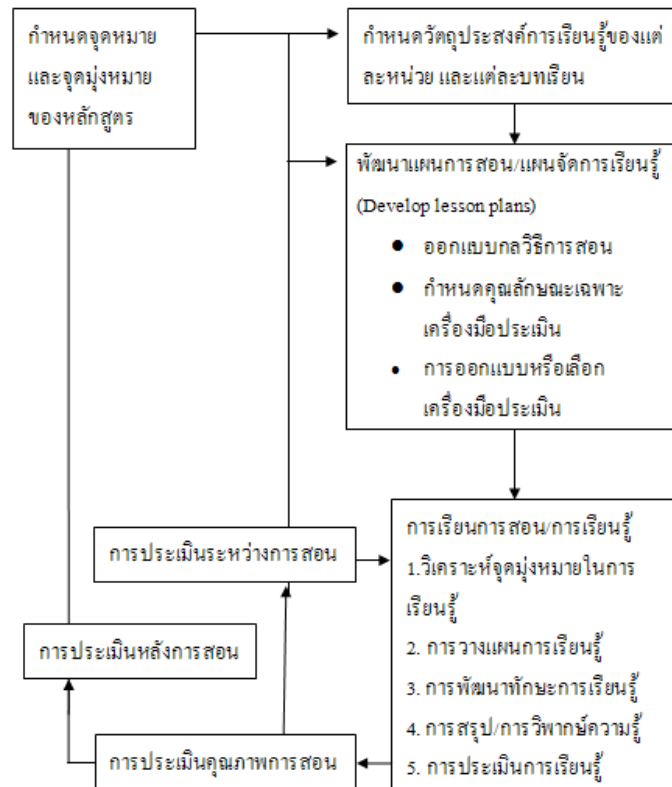 กำหนดจุดหมาย
และจุดมุ่งหมาย
ของหลักสูตร
กำหนดวัตถุประสงค์การเรียนรู้ของแต่
ละหน่วย และแต่ละบทเรียน
พัฒนาแผนการสอน/แผนจัดการเรียนรู้
(Develop lesson plans)
● ออกแบบกลวิธีการสอน
● กำหนดคุณลักษณะเฉพาะ
เครื่องมือประเมิน
● การออกแบบหรือเลือก
เครื่องมือประเมิน
การประเมินระหว่างการสอน
การประเมินหลังการสอน
การประเมินคุณภาพการสอน
การเรียนการสอน/การเรียนรู้
1.วิเคราะห์จุดมุ่งหมายในการ
เรียนรู้
2. การวางแผนการเรียนรู้
3. การพัฒนาทักษะการเรียนรู้
4. การสรุป/การวิพากษ์ความรู้
5. การประเมินการเรียนรู้